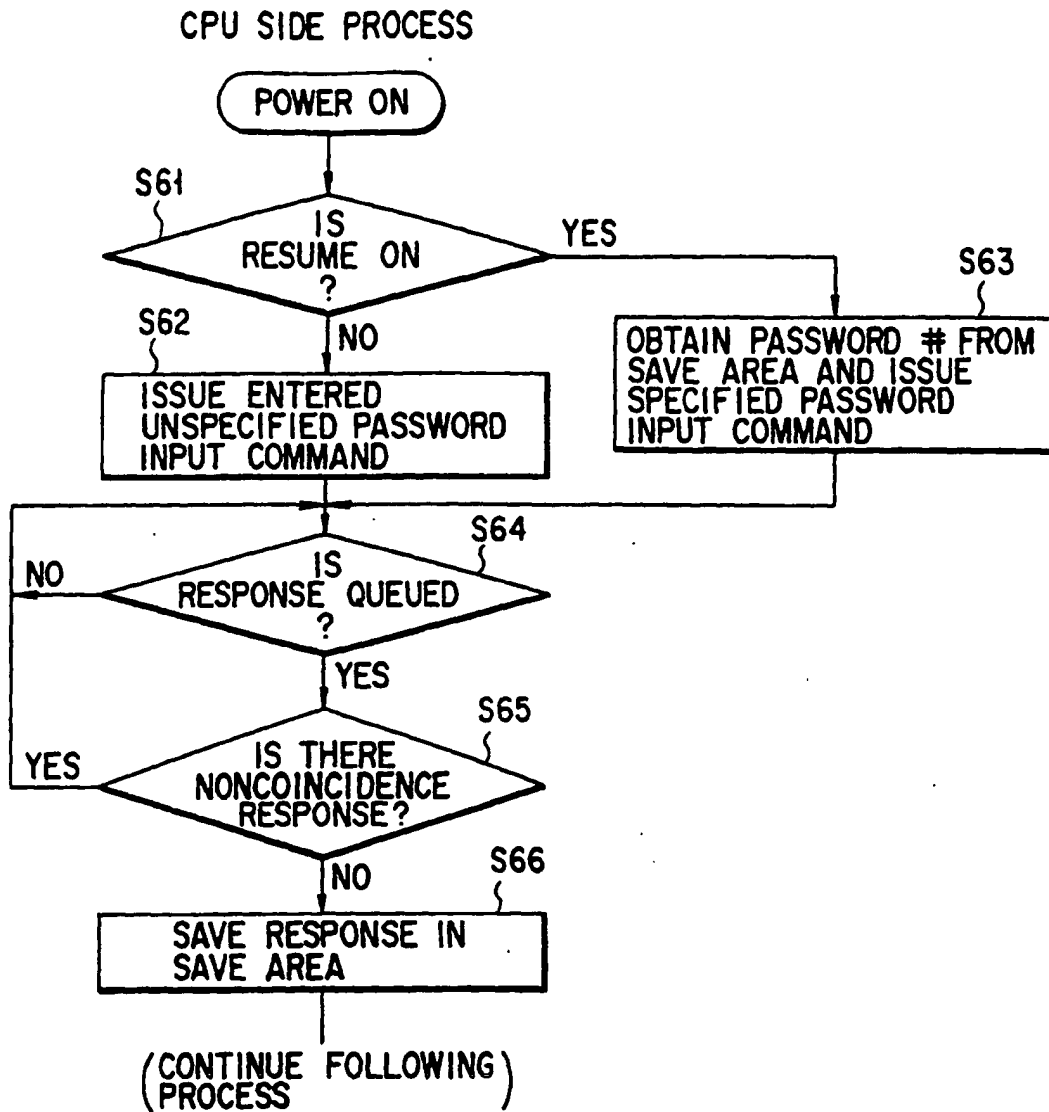 CPU SIDE PROCESS
POWER ON
S61
IS
RESUME ON
?
YES
NO
S62
ISSUE ENTERED
UNSPECIFIED PASSWORD
INPUT COMMAND
S63
OBTAIN PASSWORD # FROM
SAVE AREA AND ISSUE
SPECIFIED PASSWORD
INPUT COMMAND
S64
IS
RESPONSE QUEUED
?
NO
YES
S65
IS THERE
NONCOINCIDENCE
RESPONSE?
YES
NO
S66
SAVE RESPONSE IN
SAVE AREA
(CONTINUE FOLLOWING
PROCESS)